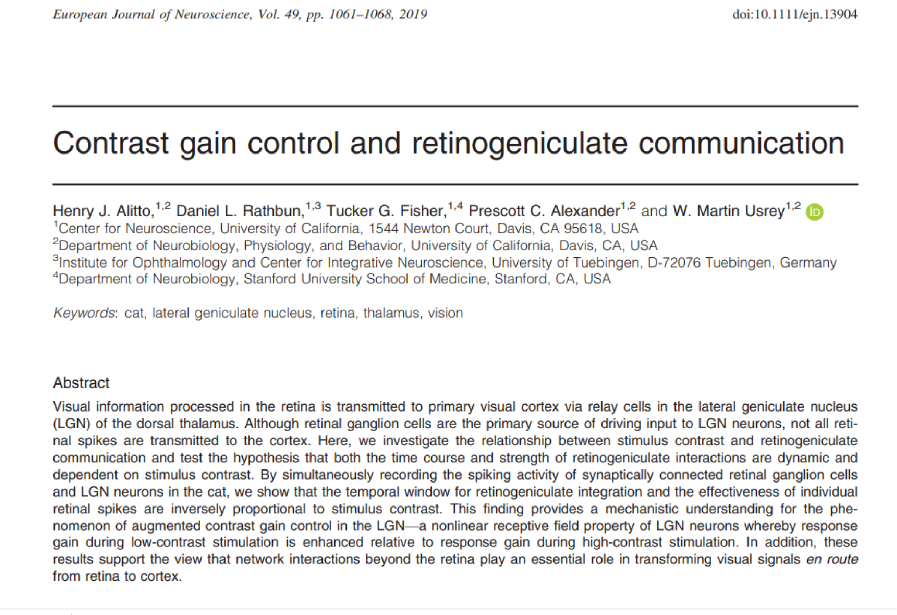 European Journal of Neuroscience, Vol. 49, pp. 1061–1068, 2019 doi:10.1111/ejn.13904
Contrast gain control and retinogeniculate communication
Henry J. Alitto,1,2 Daniel L. Rathbun,1,3 Tucker G. Fisher,1,4 Prescott C. Alexander1,2 and W. Martin Usrey1,2 iD
1Center for Neuroscience, University of California, 1544 Newton Court, Davis, CA 95618, USA
2Department of Neurobiology, Physiology, and Behavior, University of California, Davis, CA, USA
3Institute for Ophthalmology and Center for Integrative Neuroscience, University of Tuebingen, D-72076 Tuebingen, Germany
4Department of Neurobiology, Stanford University School of Medicine, Stanford, CA, USA
Keywords: cat, lateral geniculate nucleus, retina, thalamus, vision
Abstract
Visual information processed in the retina is transmitted to primary visual cortex via relay cells in the lateral geniculate nucleus
(LGN) of the dorsal thalamus. Although retinal ganglion cells are the primary source of driving input to LGN neurons, not all reti-
nal spikes are transmitted to the cortex. Here, we investigate the relationship between stimulus contrast and retinogeniculate
communication and test the hypothesis that both the time course and strength of retinogeniculate interactions are dynamic and
dependent on stimulus contrast. By simultaneously recording the spiking activity of synaptically connected retinal ganglion cells
and LGN neurons in the cat, we show that the temporal window for retinogeniculate integration and the effectiveness of individual
retinal spikes are inversely proportional to stimulus contrast. This finding provides a mechanistic understanding for the phe-
nomenon of augmented contrast gain control in the LGN—a nonlinear receptive field property of LGN neurons whereby response
gain during low-contrast stimulation is enhanced relative to response gain during high-contrast stimulation. In addition, these
results support the view that network interactions beyond the retina play an essential role in transforming visual signals en route
from retina to cortex.